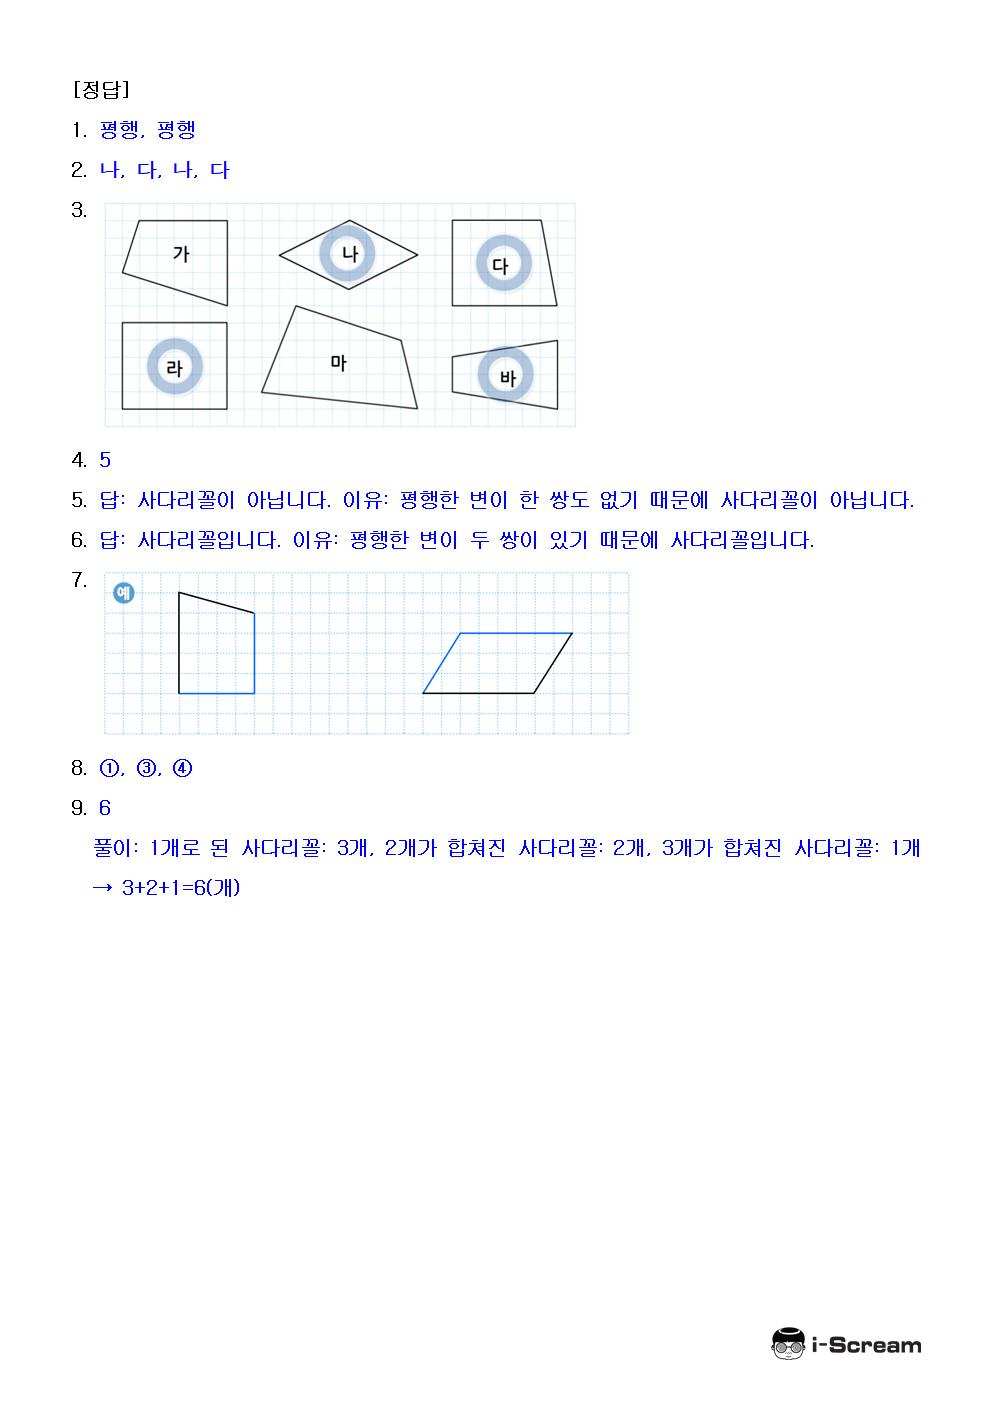 [정답]
1. 평행, 평행
2. 나, 다, 나, 다
3.
가 나 다
라 마 바
4. 5
5. 답: 사다리꼴이 아닙니다. 이유: 평행한 변이 한 쌍도 없기 때문에 사다리꼴이 아닙니다.
6. 답: 사다리꼴입니다. 이유: 평행한 변이 두 쌍이 있기 때문에 사다리꼴입니다.
7.
예
8. ①, ③, ④
9. 6
풀이: 1개로 된 사다리꼴: 3개, 2개가 합쳐진 사다리꼴: 2개, 3개가 합쳐진 사다리꼴: 1개
→ 3+2+1=6(개)
i-Scream